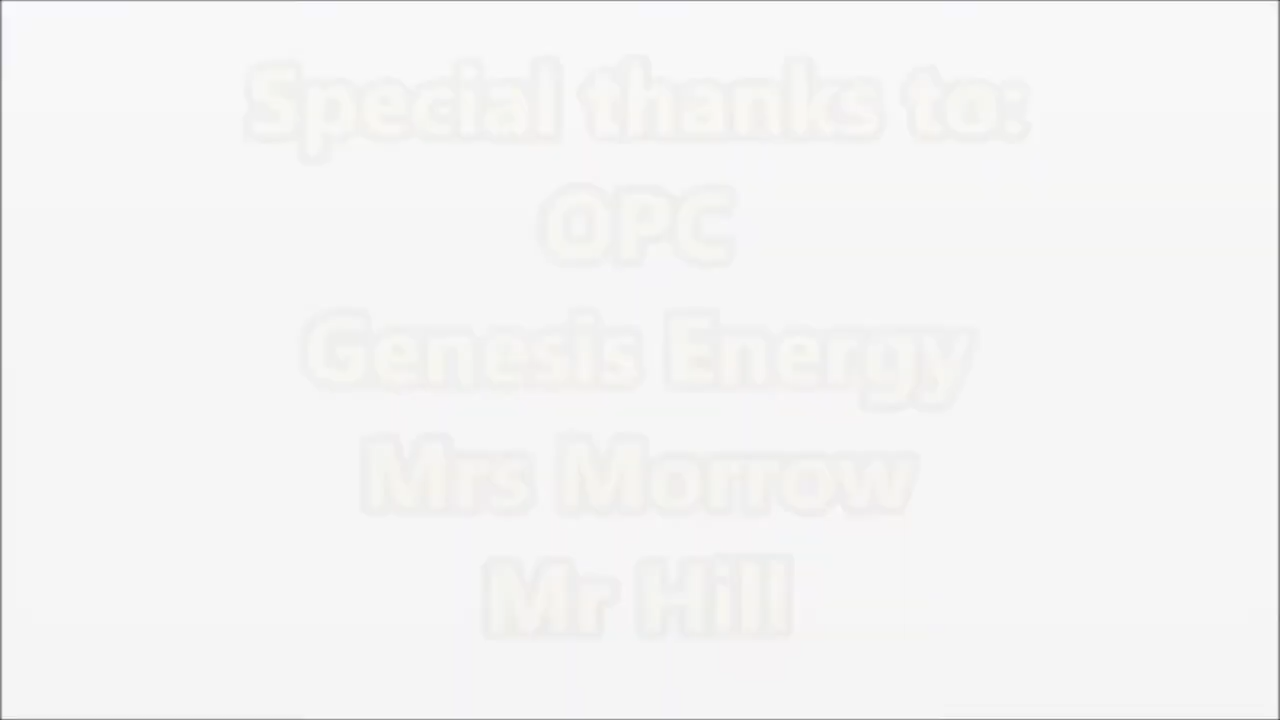 Special thanks to:
OPC
Genesis Energy
Mrs Morrow
Mr Hill